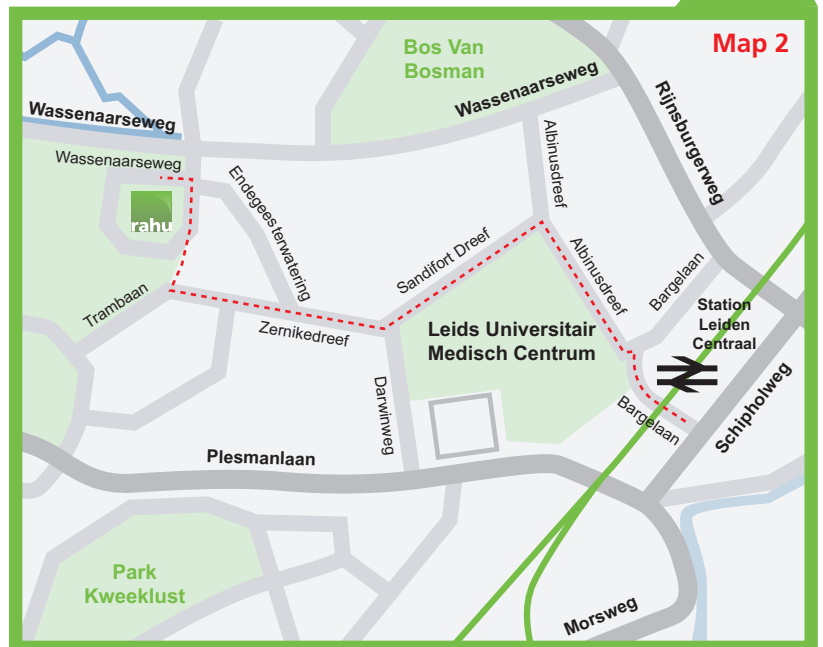 Map 2
Bos Van
Bosman
Wassenaarseweg
Wassenaarseweg
Rijnsburgerweg
Wassenaarseweg
rahu
Endegeesterwatering
Albinusdreef
Sandifort Dreef
Albinusdreef
Bargelaan
Station
Leiden
Centraal
Trambaan
Zernikedreef
Leids Universitair
Medisch Centrum
Darwinweg
Bargelaan
Schipholweg
Plesmanlaan
Park
Kweeklust
Morsweg